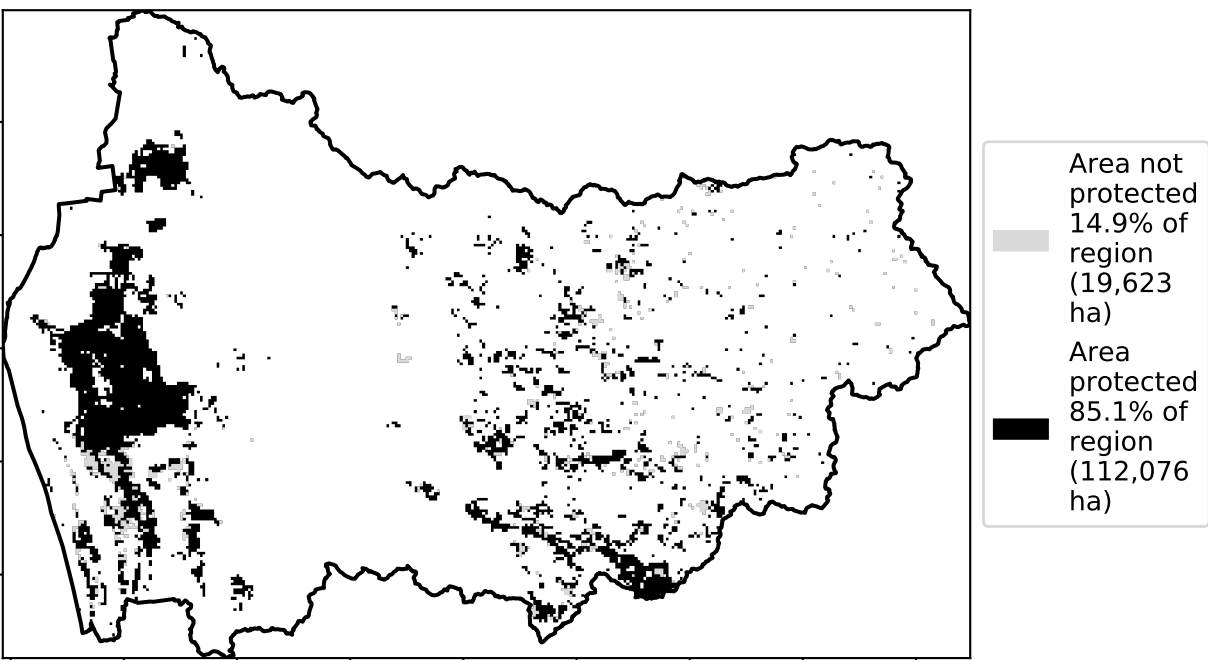 Area not
protected
14.9% of
region
(19,623
ha)
Area
protected
85.1% of
region
(112,076
ha)